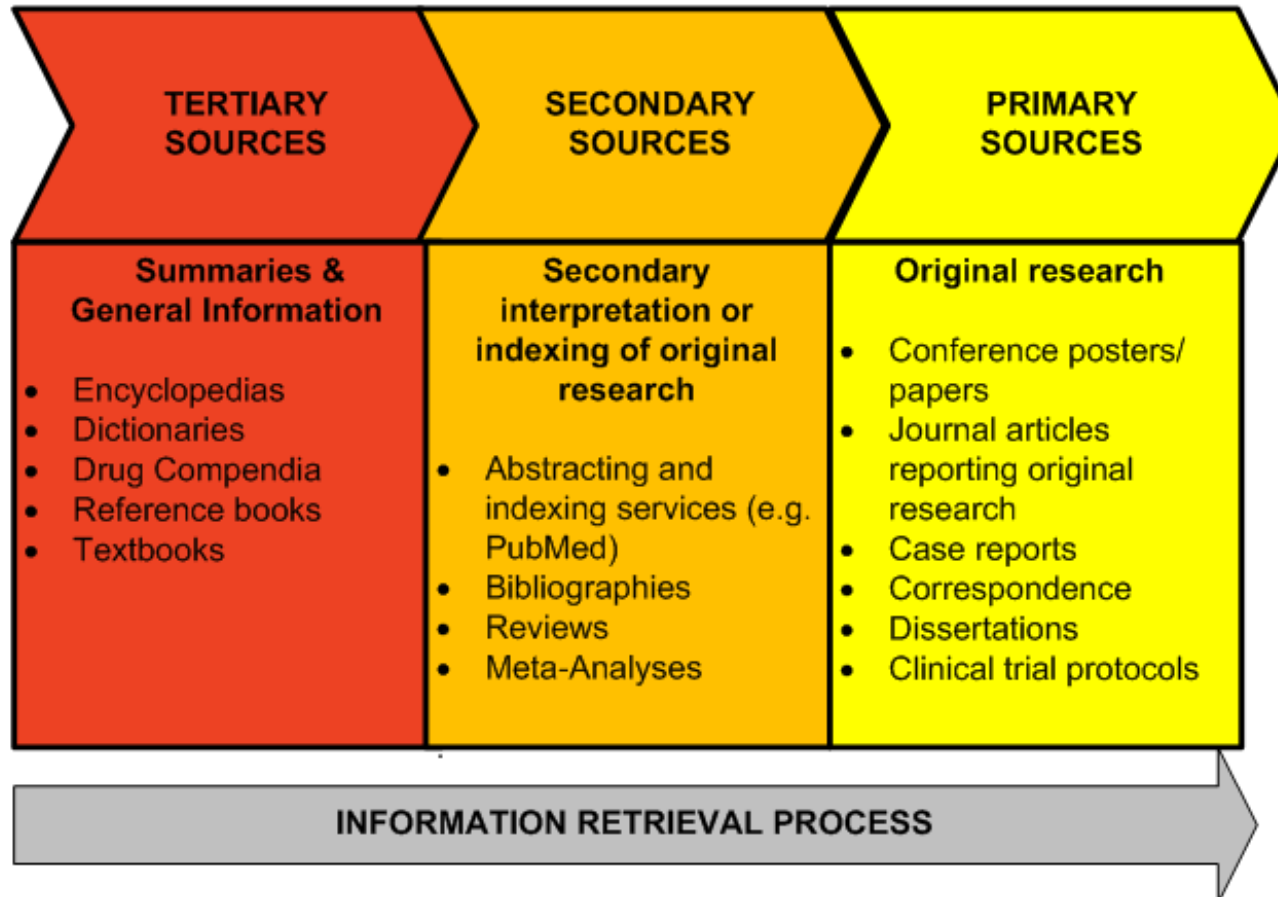 TERTIARY
SOURCES
SECONDARY
SOURCES
PRIMARY
SOURCES
Summaries &
General Information
• Encyclopedias
• Dictionaries
• Drug Compendia
• Reference books
• Textbooks
Secondary
interpretation or
indexing of original
research
• Abstracting and
indexing services (e.g.
PubMed)
• Bibliographies
• Reviews
• Meta-Analyses
Original research
• Conference posters/
papers
• Journal articles
reporting original
research
• Case reports
• Correspondence
• Dissertations
• Clinical trial protocols
INFORMATION RETRIEVAL PROCESS